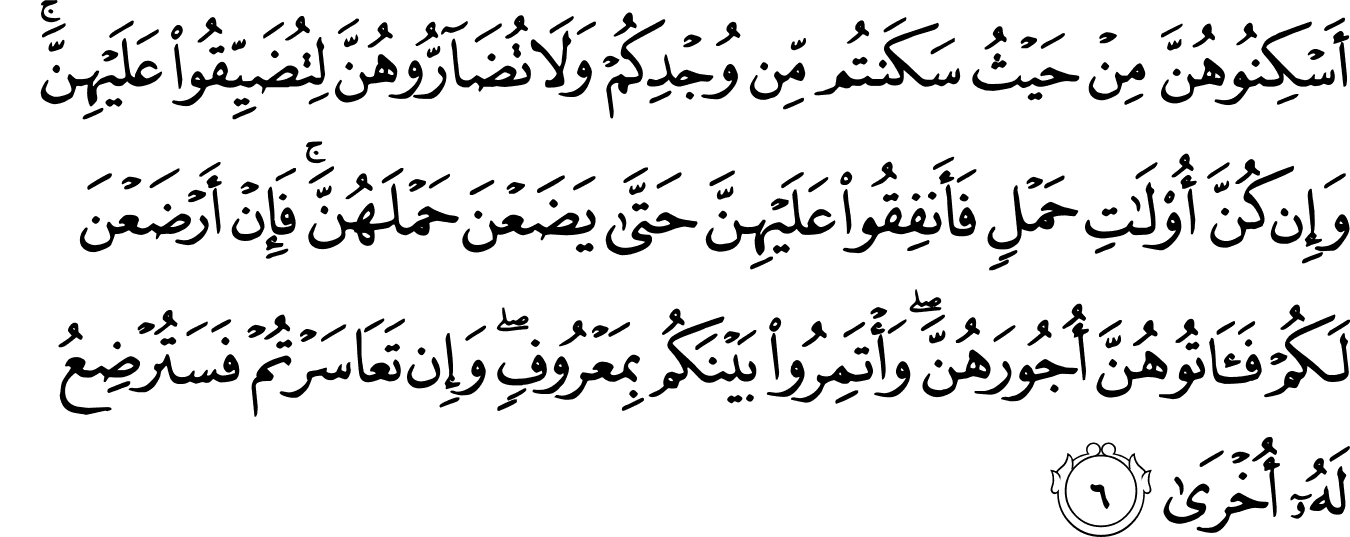 أَسْكِنُوهُنَّ مِنْ حَيْثُ سَكَنتُم مِّن وُجْدِكُمْ وَلَا تُضَآرُّوهُنَّ لِتُضَيِّقُوا۟ عَلَيْهِنَّ ۚ
وَإِن كُنَّ أُو۟لَـٰتِ حَمْلٍ فَأَنفِقُوا۟ عَلَيْهِنَّ حَتَّىٰ يَضَعْنَ حَمْلَهُنَّ ۚ فَإِنْ أَرْضَعْنَ
لَكُمْ فَـَٔاتُوهُنَّ أُجُورَهُنَّ ۖ وَأْتَمِرُوا۟ بَيْنَكُم بِمَعْرُوفٍ ۖ وَإِن تَعَاسَرْتُمْ فَسَتُرْضِعُ
لَهُۥٓ أُخْرَىٰ ٦